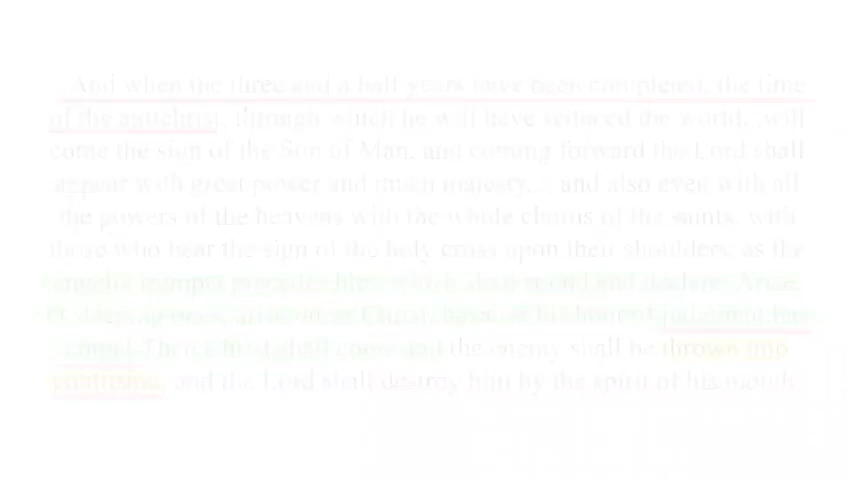 And when the three and a half years have been completed, the time
of the antichrist, through which he will have seduced the world, will
come the sign of the Son of Man, and coming forward the Lord shall
appear with great power and much majesty... and also even with all
the powers of the heavens with the whole chorus of the saints, with
those who bear the sign of the holy cross upon their shoulders, as the
angelic trumpet precedes him, which shall sound and declare: Arise,
O sleeping ones, arise, meet Christ, because his hour of judgment has
come! Then Christ shall come and the enemy shall be thrown into
confusion, and the Lord shall destroy him by the spirit of his mouth.